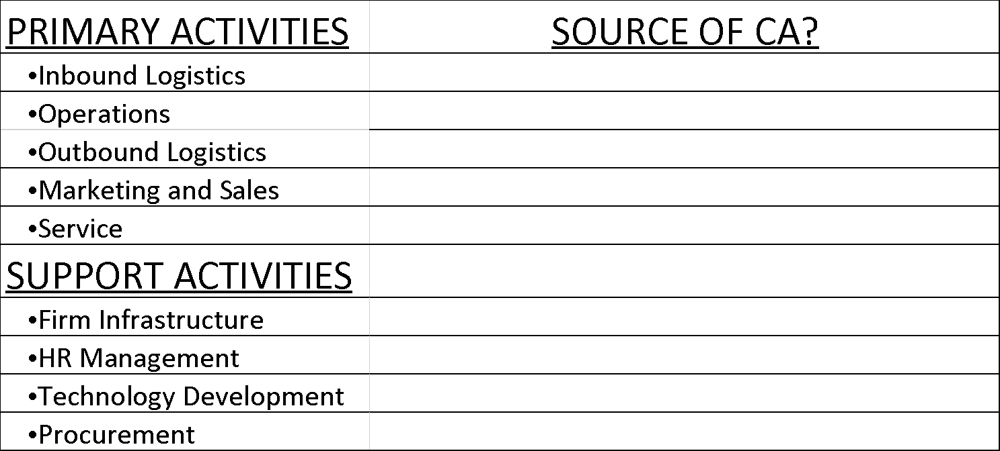 PRIMARY ACTIVITIES SOURCE OF CA?
•Inbound Logistics
•Operations
•Outbound Logistics
•Marketing and Sales
•Service
SUPPORT ACTIVITIES
•Firm Infrastructure
•HR Management
•Technology Development
•Procurement